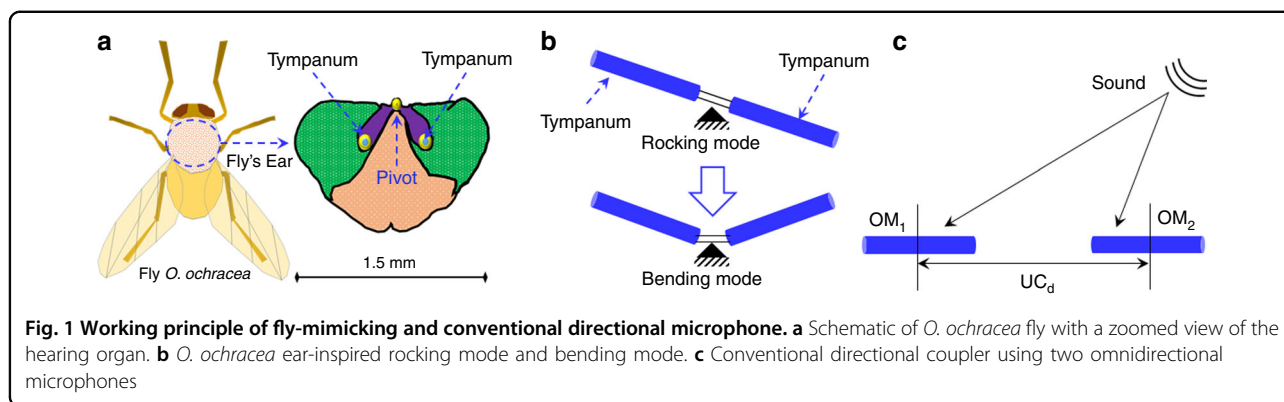 a
Tympanum
Tympanum
Fly's Ear
Pivot
Fly O. ochracea
1.5 mm
b
Tympanum
Tympanum
Rocking mode
Bending mode
c
Sound
OM1
OM2
UCd
Fig. 1 Working principle of fly-mimicking and conventional directional microphone. a Schematic of O. ochracea fly with a zoomed view of the
hearing organ. b O. ochracea ear-inspired rocking mode and bending mode. c Conventional directional coupler using two omnidirectional
microphones